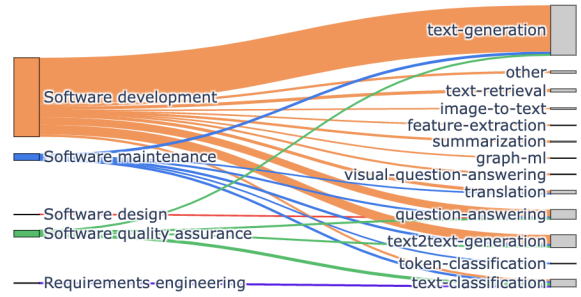 Software development
Software maintenance
Software design
Software quality assurance
Requirements engineering
text-generation
other
text-retrieval
image-to-text
feature-extraction
summarization
graph-ml
visual-question-answering
translation
question-answering
text2text-generation
token-classification
text-classification